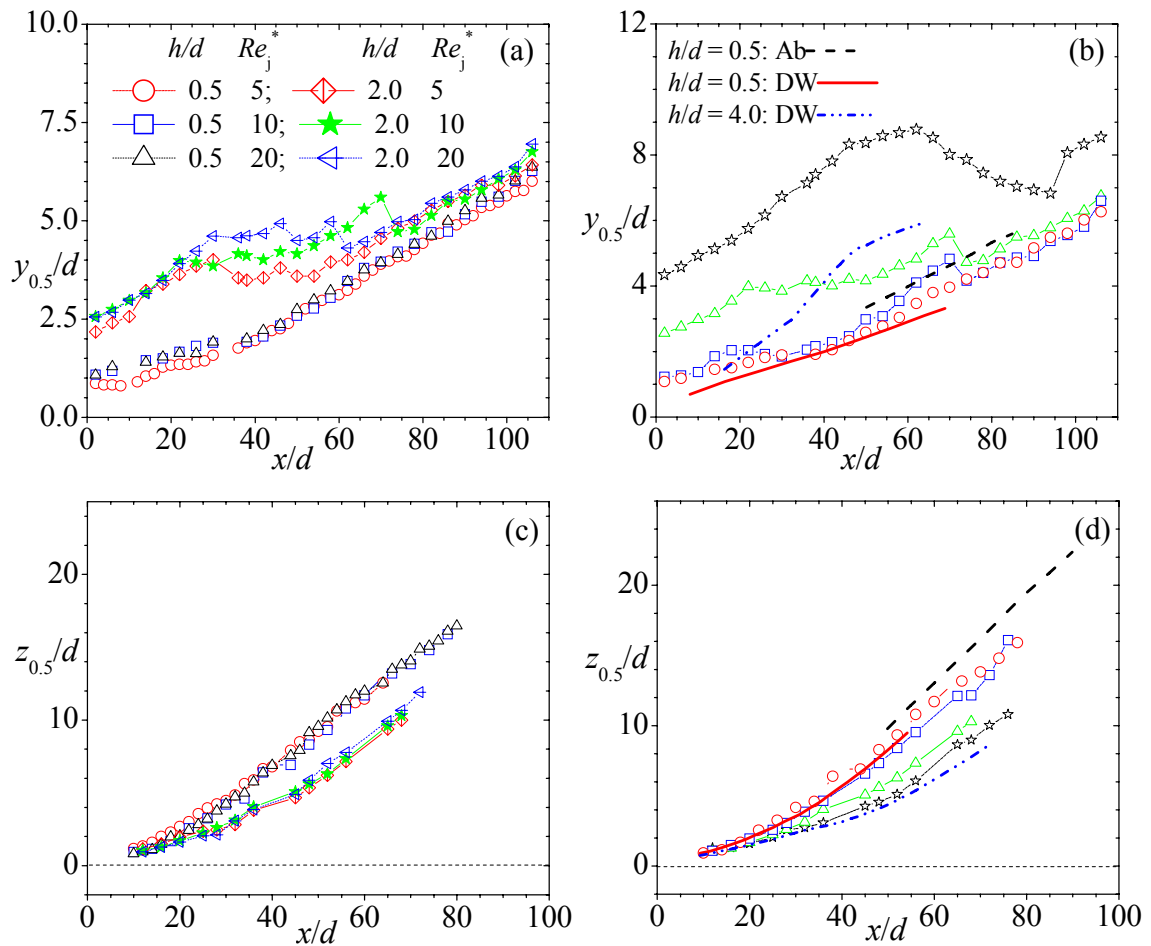 10.0
7.5
5.0
2.5
0.0
y0.5/d
h/d Re*j h/d Re*j
0.5 5; 2.0 5
0.5 10; 2.0 10
0.5 20; 2.0 20
(a)
0 20 40 60 80 100
x/d
12
8
4
0
y0.5/d
h/d = 0.5: Ab
h/d = 0.5: DW
h/d = 4.0: DW
(b)
0 20 40 60 80 100
x/d
20
10
0
z0.5/d
(c)
0 20 40 60 80 100
x/d
20
10
0
z0.5/d
(d)
0 20 40 60 80 100
x/d